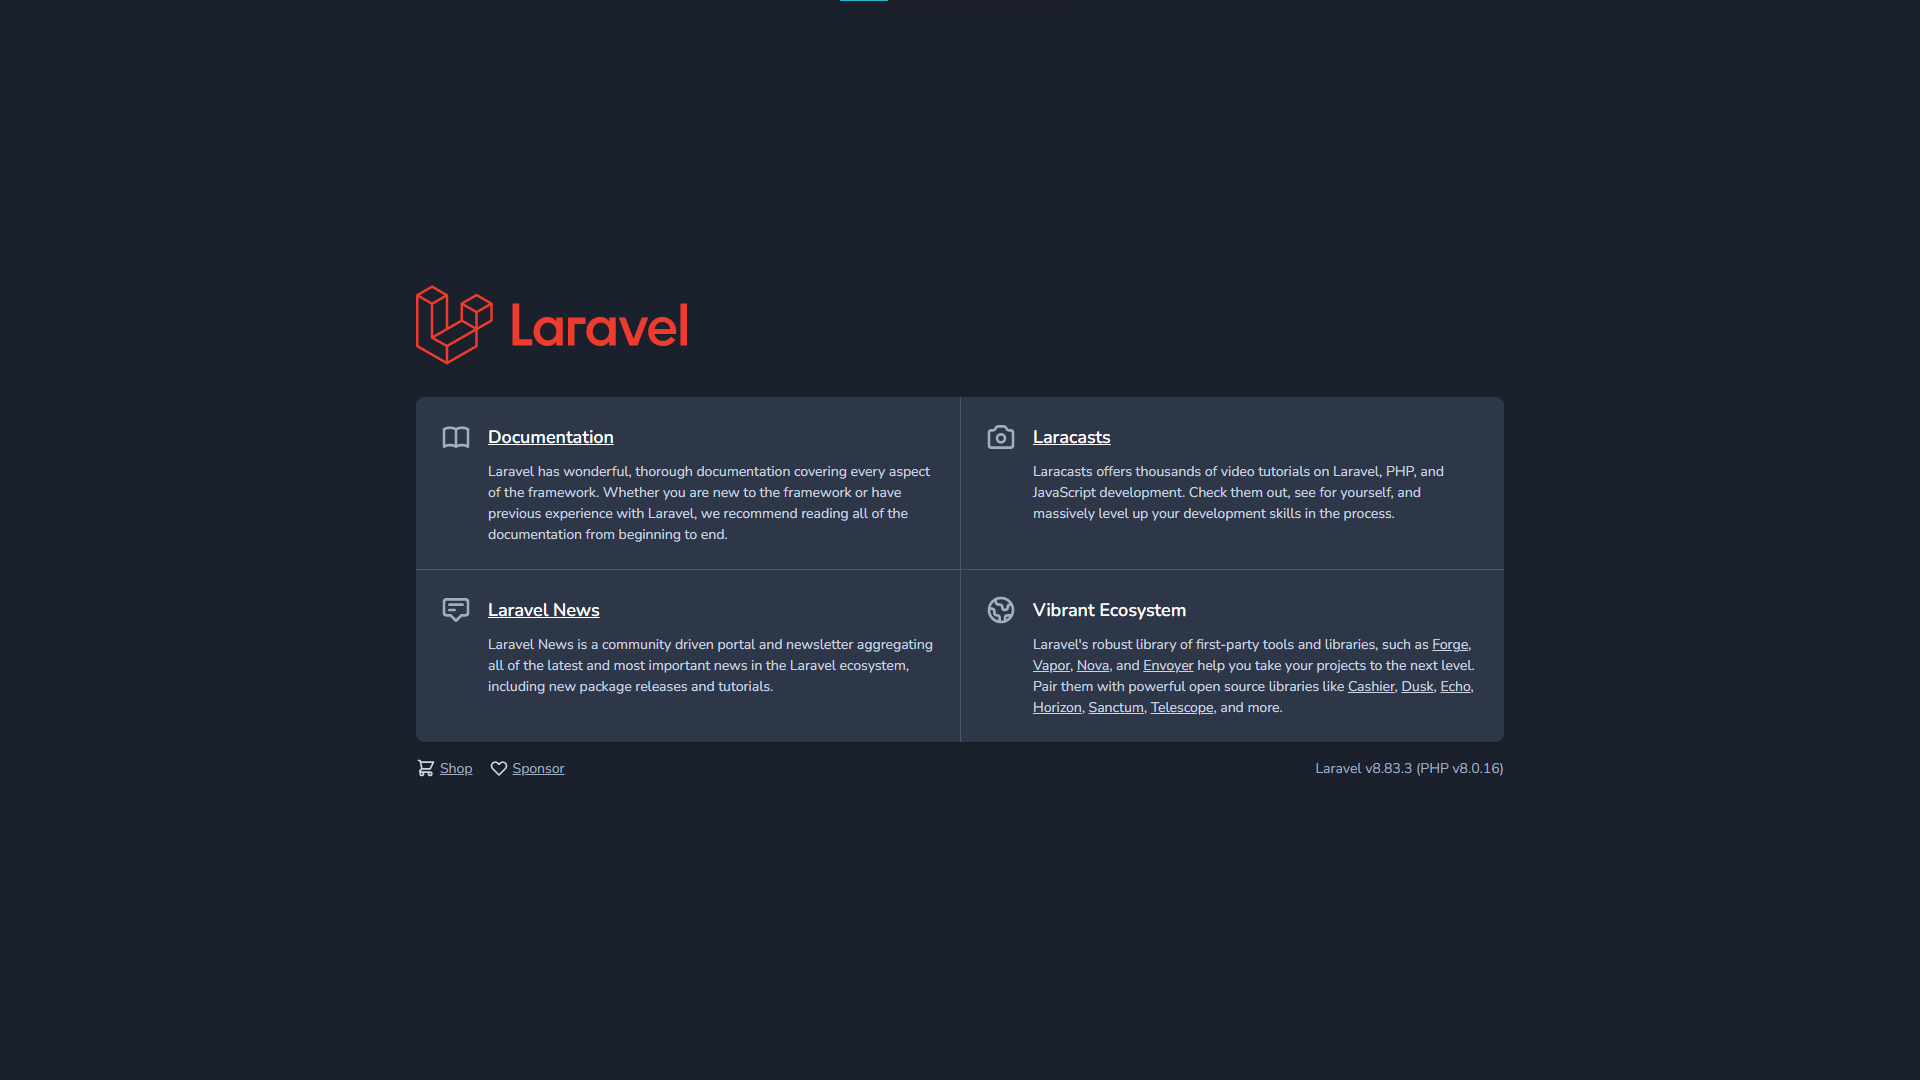 Laravel
Documentation
Laravel has wonderful, thorough documentation covering every aspect
of the framework. Whether you are new to the framework or have
previous experience with Laravel, we recommend reading all of the
documentation from beginning to end.
Laracasts
Laracasts offers thousands of video tutorials on Laravel, PHP, and
JavaScript development. Check them out, see for yourself, and
massively level up your development skills in the process.
Laravel News
Laravel News is a community driven portal and newsletter aggregating
all of the latest and most important news in the Laravel ecosystem,
including new package releases and tutorials.
Vibrant Ecosystem
Laravel's robust library of first-party tools and libraries, such as Forge,
Vapor, Nova, and Envoyer help you take your projects to the next level.
Pair them with powerful open source libraries like Cashier, Dusk, Echo,
Horizon, Sanctum, Telescope, and more.
Shop Sponsor
Laravel v8.83.3 (PHP v8.0.16)